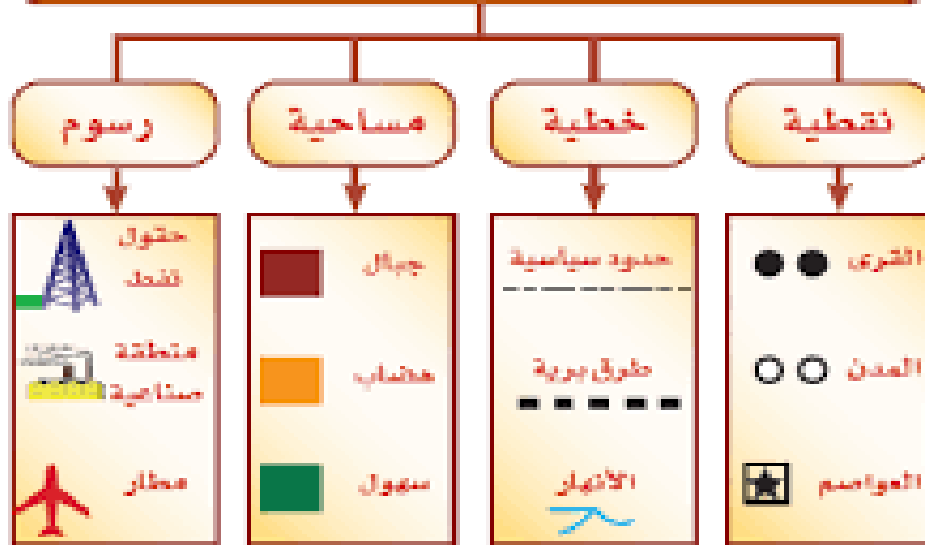 نقطية
خطية
مساحية
رسوم
القرى
المدن
العواصم
حدود سياسية
طرق برية
الأنهار
جبال
هضاب
سهول
حقول
نفط
منطقة
صناعية
مطار